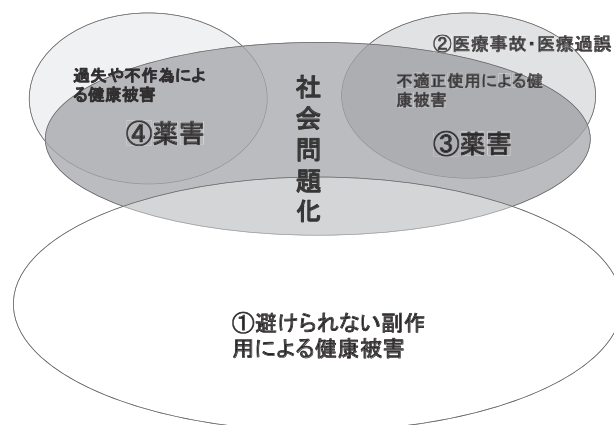 ②医療事故・医療過誤
過失や不作為によ
る健康被害
不適正使用による健
康被害
社会問題化
④薬害
③薬害
①避けられない副作
用による健康被害